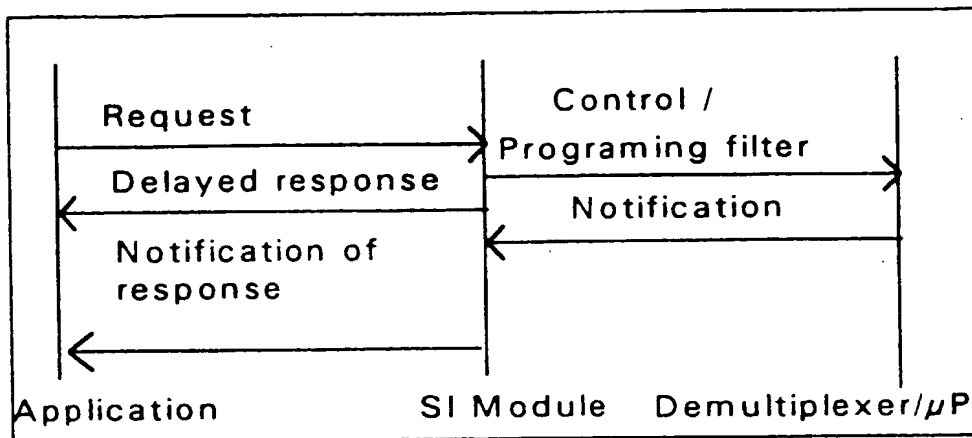 Request
Control /
Programing filter
Delayed response
Notification
Notification of
response
Application
SI Module
Demultiplexer/μP